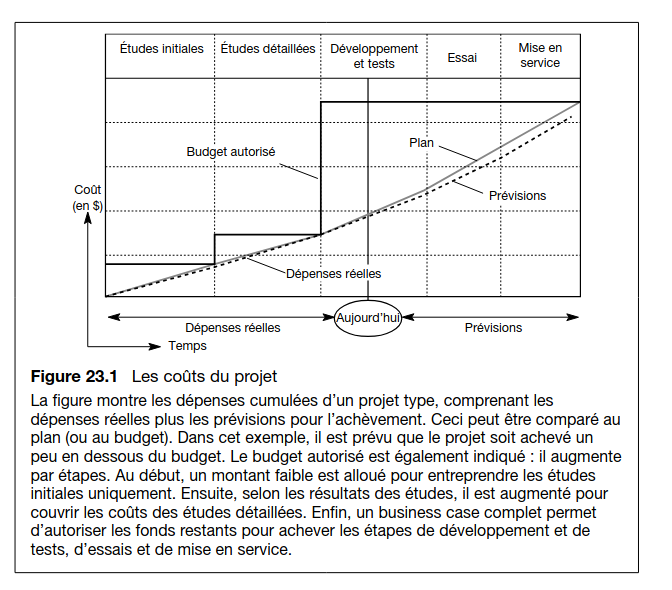 Études initiales
Études détaillées
Développement
et tests
Essai
Mise en
service
Budget autorisé
Plan
Prévisions
Coût
(en $)
Dépenses réelles
Dépenses réelles
Aujourd'hui
Prévisions
Temps
Figure 23.1 Les coûts du projet
La figure montre les dépenses cumulées d'un projet type, comprenant les
dépenses réelles plus les prévisions pour l'achèvement. Ceci peut être comparé au
plan (ou au budget). Dans cet exemple, il est prévu que le projet soit achevé un
peu en dessous du budget. Le budget autorisé est également indiqué : il augmente
par étapes. Au début, un montant faible est alloué pour entreprendre les études
initiales uniquement. Ensuite, selon les résultats des études, il est augmenté pour
couvrir les coûts des études détaillées. Enfin, un business case complet permet
d'autoriser les fonds restants pour achever les étapes de développement et de
tests, d'essais et de mise en service.